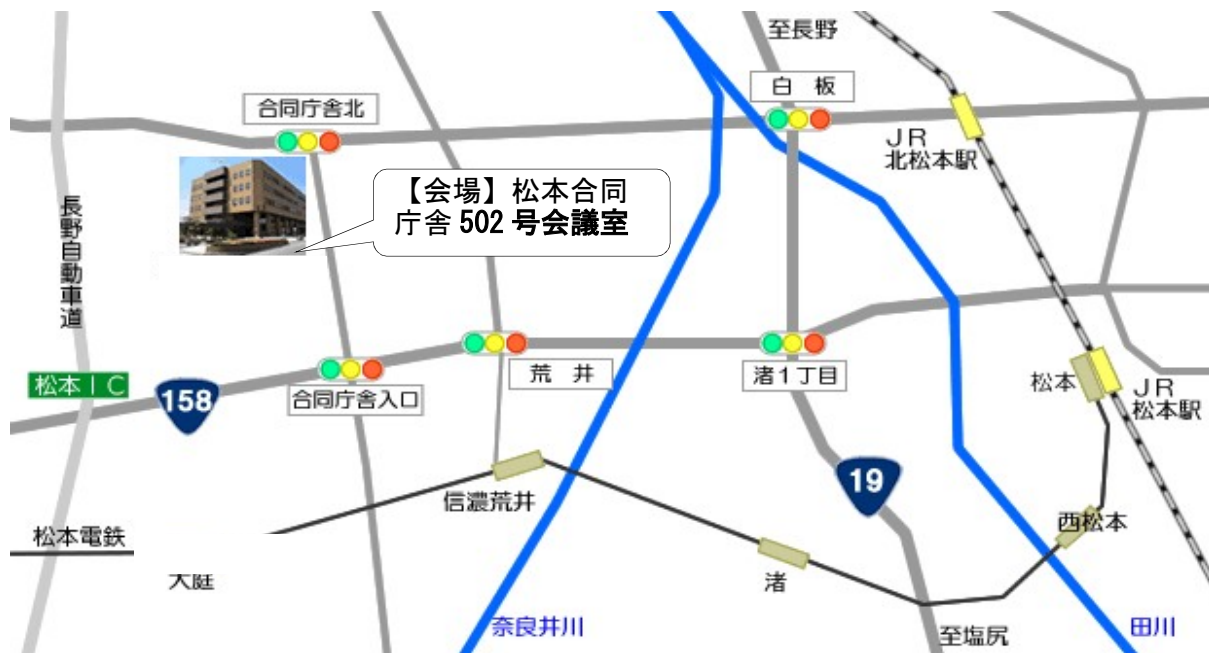 至長野
白 板
合同庁舎北
JR
北松本駅
【会場】松本合同
庁舎 502 号会議室
長野自動車道
松本IC
158
合同庁舎入口
荒 井
渚1丁目
松本
JR
松本駅
19
信濃荒井
西松本
松本電鉄
大庭
渚
奈良井川
至塩尻
田川